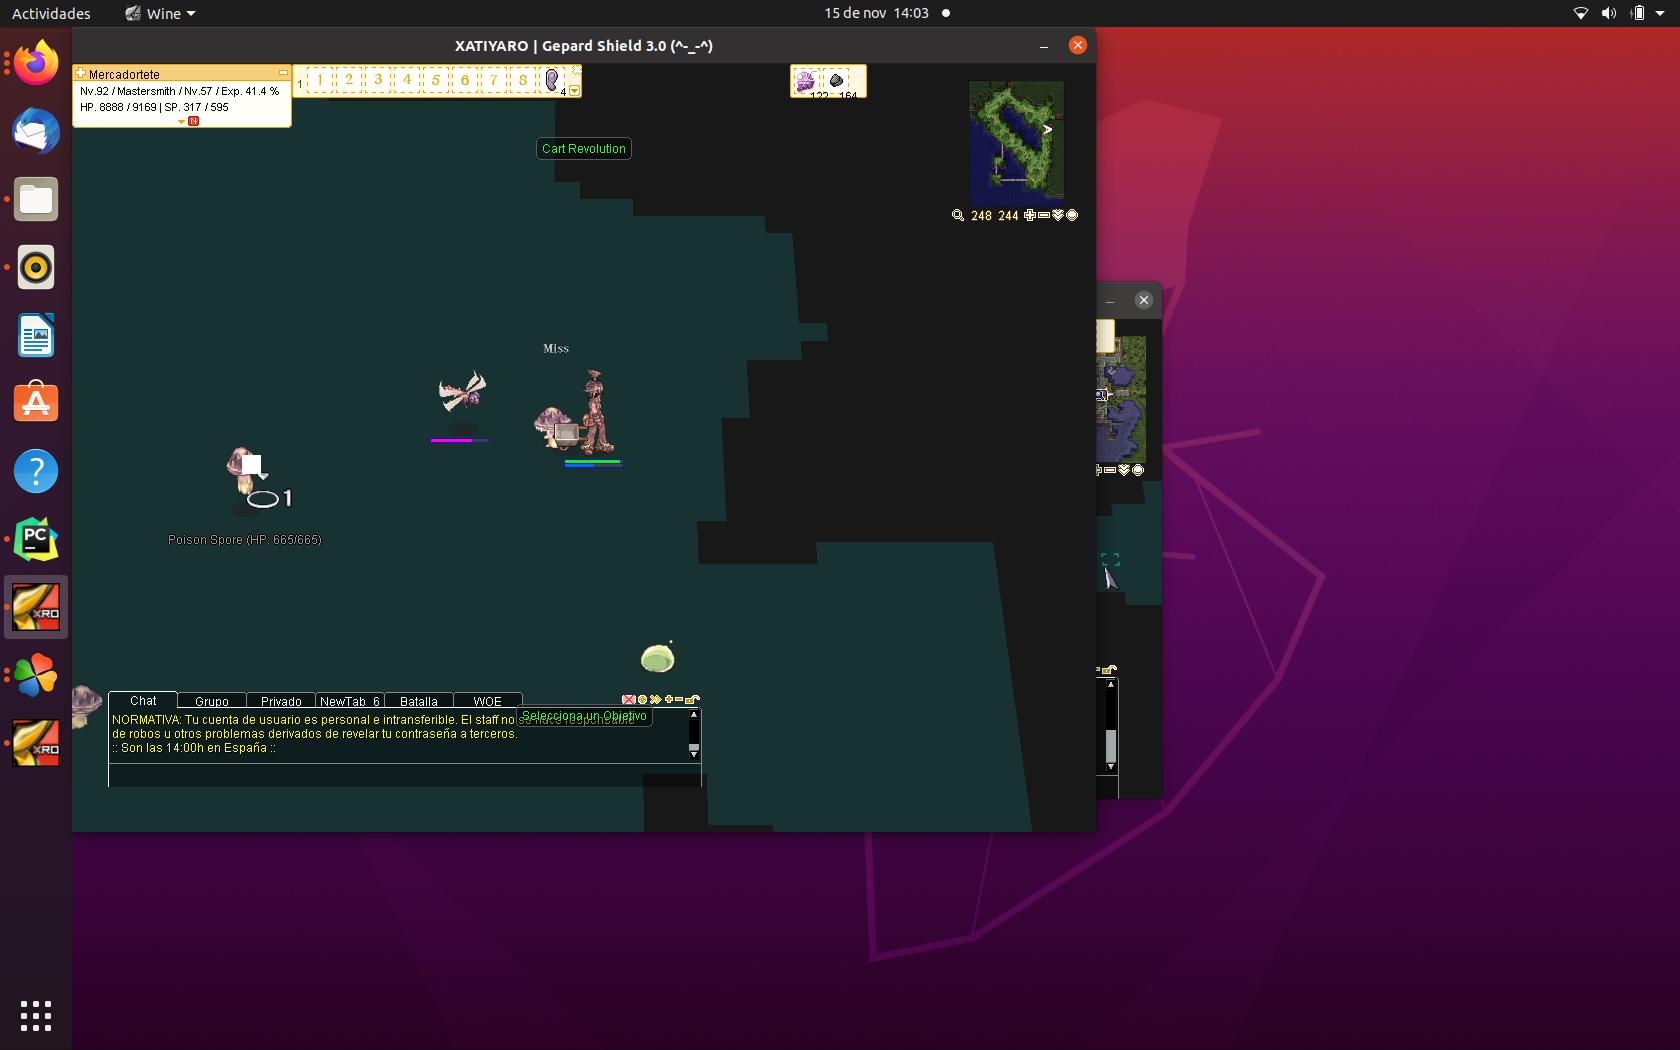 Actividades
Wine
15 de nov 14:03
XATIYARO | Gepard Shield 3.0 (^-_-^)
Mercadortete
Nv.92 / Mastersmith / Nv.57 / Exp. 41.4 %
HP. 8888 / 9169 | SP. 317 / 595
N
1 1 2 3 4 5 6 7 8 4
122 164
Cart Revolution
248 244
Miss
1
Poison Spore (HP: 665/665)
Chat Grupo Privado NewTab_6 Batalla WOE
NORMATIVA: Tu cuenta de usuario es personal e intransferible. El staff no se hace responsable
Selecciona un Objetivo
de robos u otros problemas derivados de revelar tu contraseña a terceros.
:: Son las 14:00h en España ::
?
PC
XRO
XRO